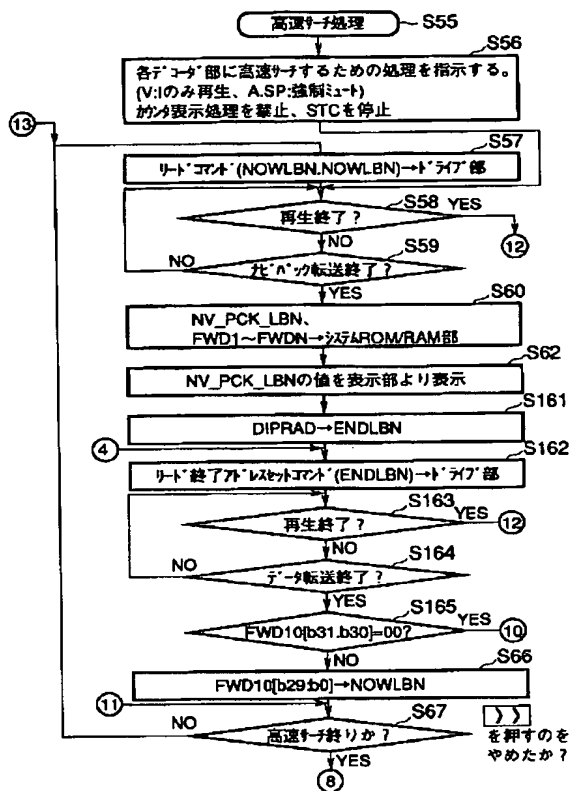 高速サーチ処理
S55
S56
各デコーダ部に高速サーチするための処理を指示する。
(V:Iのみ再生、A.SP:強制ミュート)
カウンタ表示処理を禁止、STCを停止
13
S57
リードコマンド(NOWLBN.NOWLBN)→ドライブ部
S58
再生終了?
YES
12
NO
S59
NO
ナビパック転送終了?
YES
S60
NV_PCK_LBN、
FWD1~FWDN→システムROM/RAM部
S62
NV_PCK_LBNの値を表示部より表示
S161
DIPRAD→ENDLBN
4
S162
リード終了アドレスセットコマンド(ENDLBN)→ドライブ部
S163
再生終了?
YES
12
NO
S164
NO
データ転送終了?
YES
S165
FWD10[b31.b30]=00?
YES
10
NO
S66
FWD10[b29:b0]→NOWLBN
11
S67
NO
高速サーチ終りか?
》》
を押すのを
やめたか?
YES
8